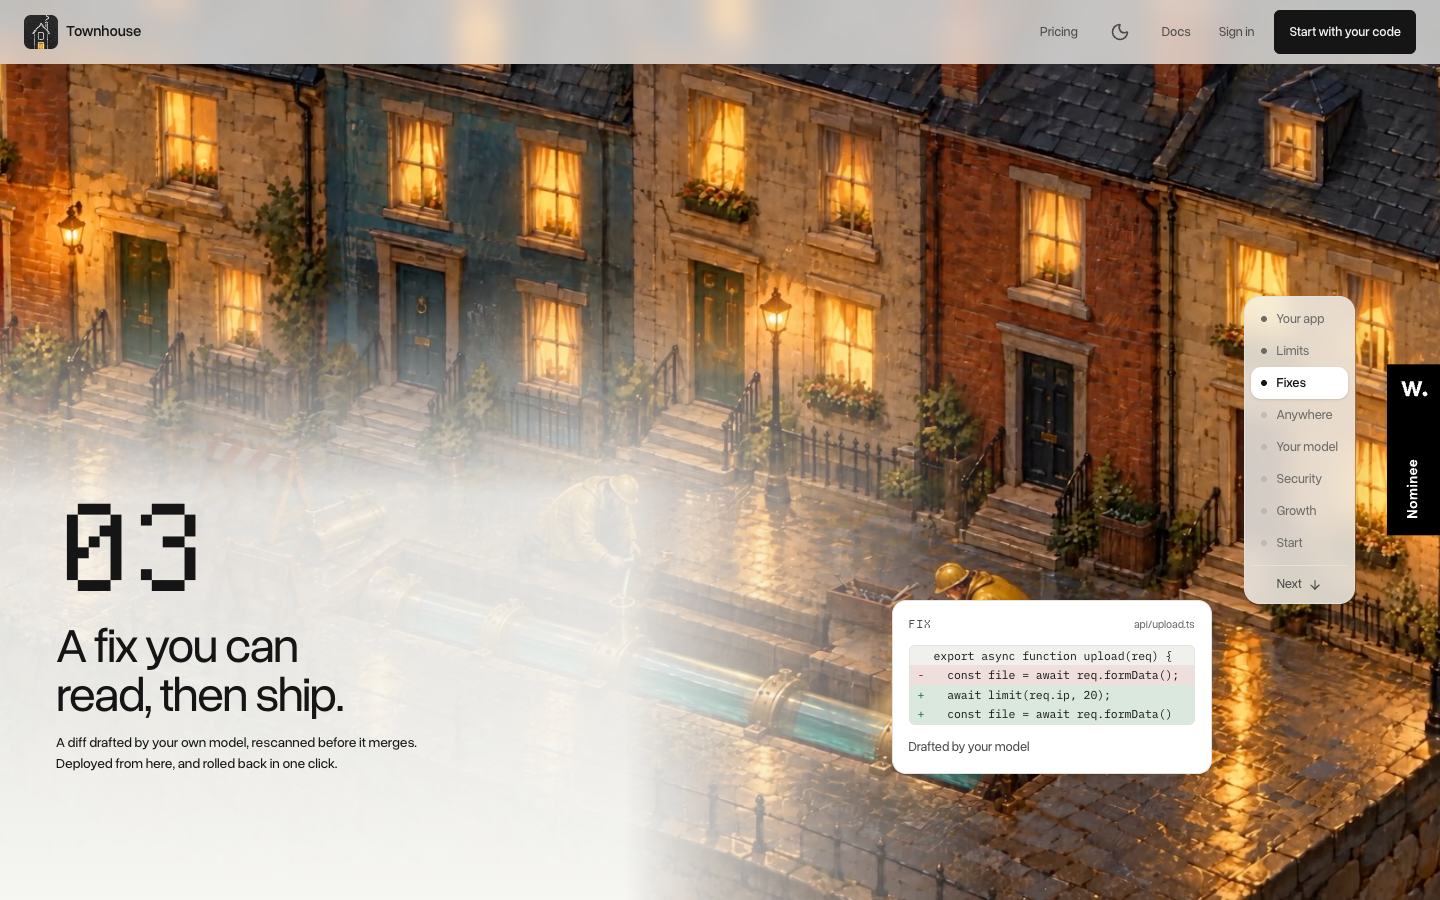 Townhouse
Pricing
Docs
Sign in
Start with your code
Your app
Limits
Fixes
Anywhere
Your model
Security
Growth
Start
Next
W.
Nominee
03
A fix you can
read, then ship.
A diff drafted by your own model, rescanned before it merges.
Deployed from here, and rolled back in one click.
FIX
api/upload.ts
export async function upload(req) {
- const file = await req.formData();
+ await limit(req.ip, 20);
+ const file = await req.formData()
Drafted by your model